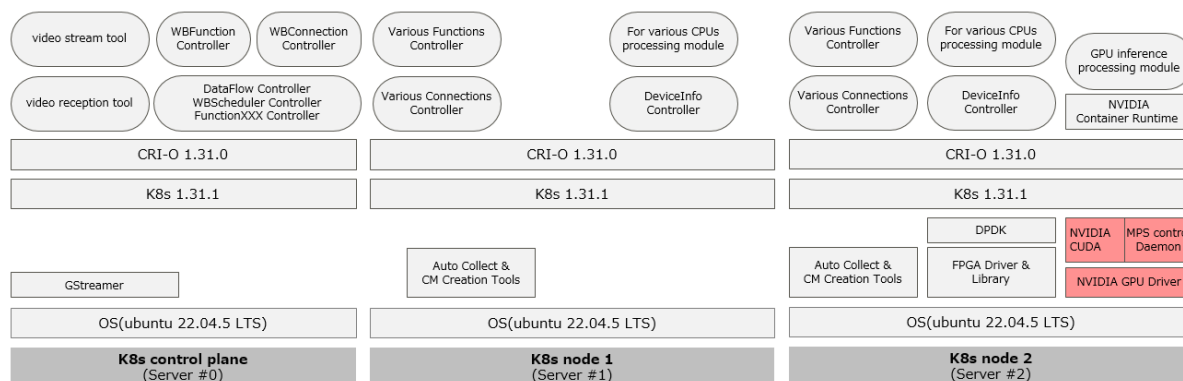 video stream tool
WBFunction
Controller
WBConnection
Controller
video reception tool
DataFlow Controller
WBScheduler Controller
FunctionXXX Controller
CRI-O 1.31.0
K8s 1.31.1
GStreamer
OS(ubuntu 22.04.5 LTS)
K8s control plane
(Server #0)
Various Functions
Controller
For various CPUs
processing module
Various Connections
Controller
DeviceInfo
Controller
CRI-O 1.31.0
K8s 1.31.1
Auto Collect &
CM Creation Tools
OS(ubuntu 22.04.5 LTS)
K8s node 1
(Server #1)
Various Functions
Controller
For various CPUs
processing module
GPU inference
processing module
Various Connections
Controller
DeviceInfo
Controller
NVIDIA
Container Runtime
CRI-O 1.31.0
K8s 1.31.1
DPDK
NVIDIA
CUDA
MPS control
Daemon
Auto Collect &
CM Creation Tools
FPGA Driver &
Library
NVIDIA GPU Driver
OS(ubuntu 22.04.5 LTS)
K8s node 2
(Server #2)